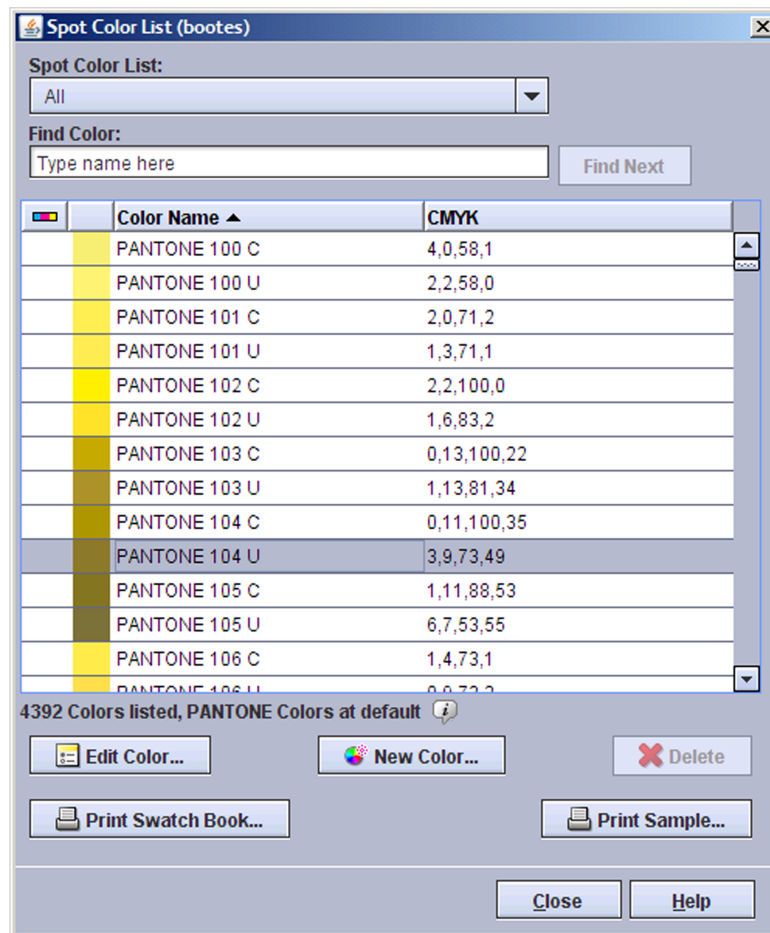 Spot Color List (bootes)
Spot Color List:
All
Find Color:
Type name here
Find Next
Color Name CMYK
PANTONE 100 C 4,0,58,1
PANTONE 100 U 2,2,58,0
PANTONE 101 C 2,0,71,2
PANTONE 101 U 1,3,71,1
PANTONE 102 C 2,2,100,0
PANTONE 102 U 1,6,83,2
PANTONE 103 C 0,13,100,22
PANTONE 103 U 1,13,81,34
PANTONE 104 C 0,11,100,35
PANTONE 104 U 3,9,73,49
PANTONE 105 C 1,11,88,53
PANTONE 105 U 6,7,53,55
PANTONE 106 C 1,4,73,1
PANTONE 106 U
4392 Colors listed, PANTONE Colors at default
Edit Color... New Color... Delete
Print Swatch Book... Print Sample...
Close Help